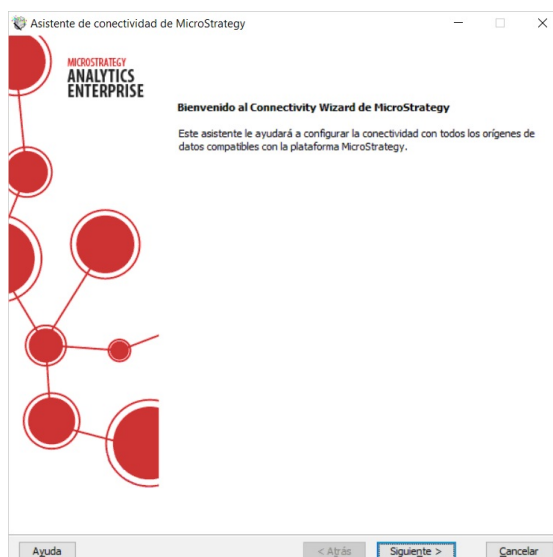 Asistente de conectividad de MicroStrategy
MICROSTRATEGY
ANALYTICS
ENTERPRISE
Bienvenido al Connectivity Wizard de MicroStrategy
Este asistente le ayudará a configurar la conectividad con todos los orígenes de
datos compatibles con la plataforma MicroStrategy.
Ayuda
< Atrás
Siguiente >
Cancelar